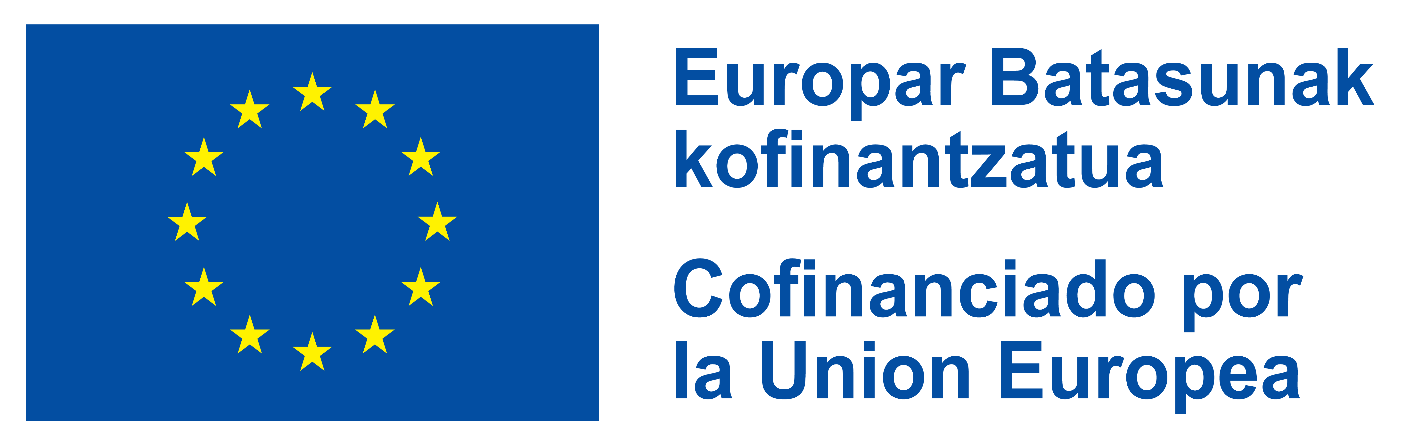 Europar Batasunak
kofinantzatua
Cofinanciado por
la Union Europea